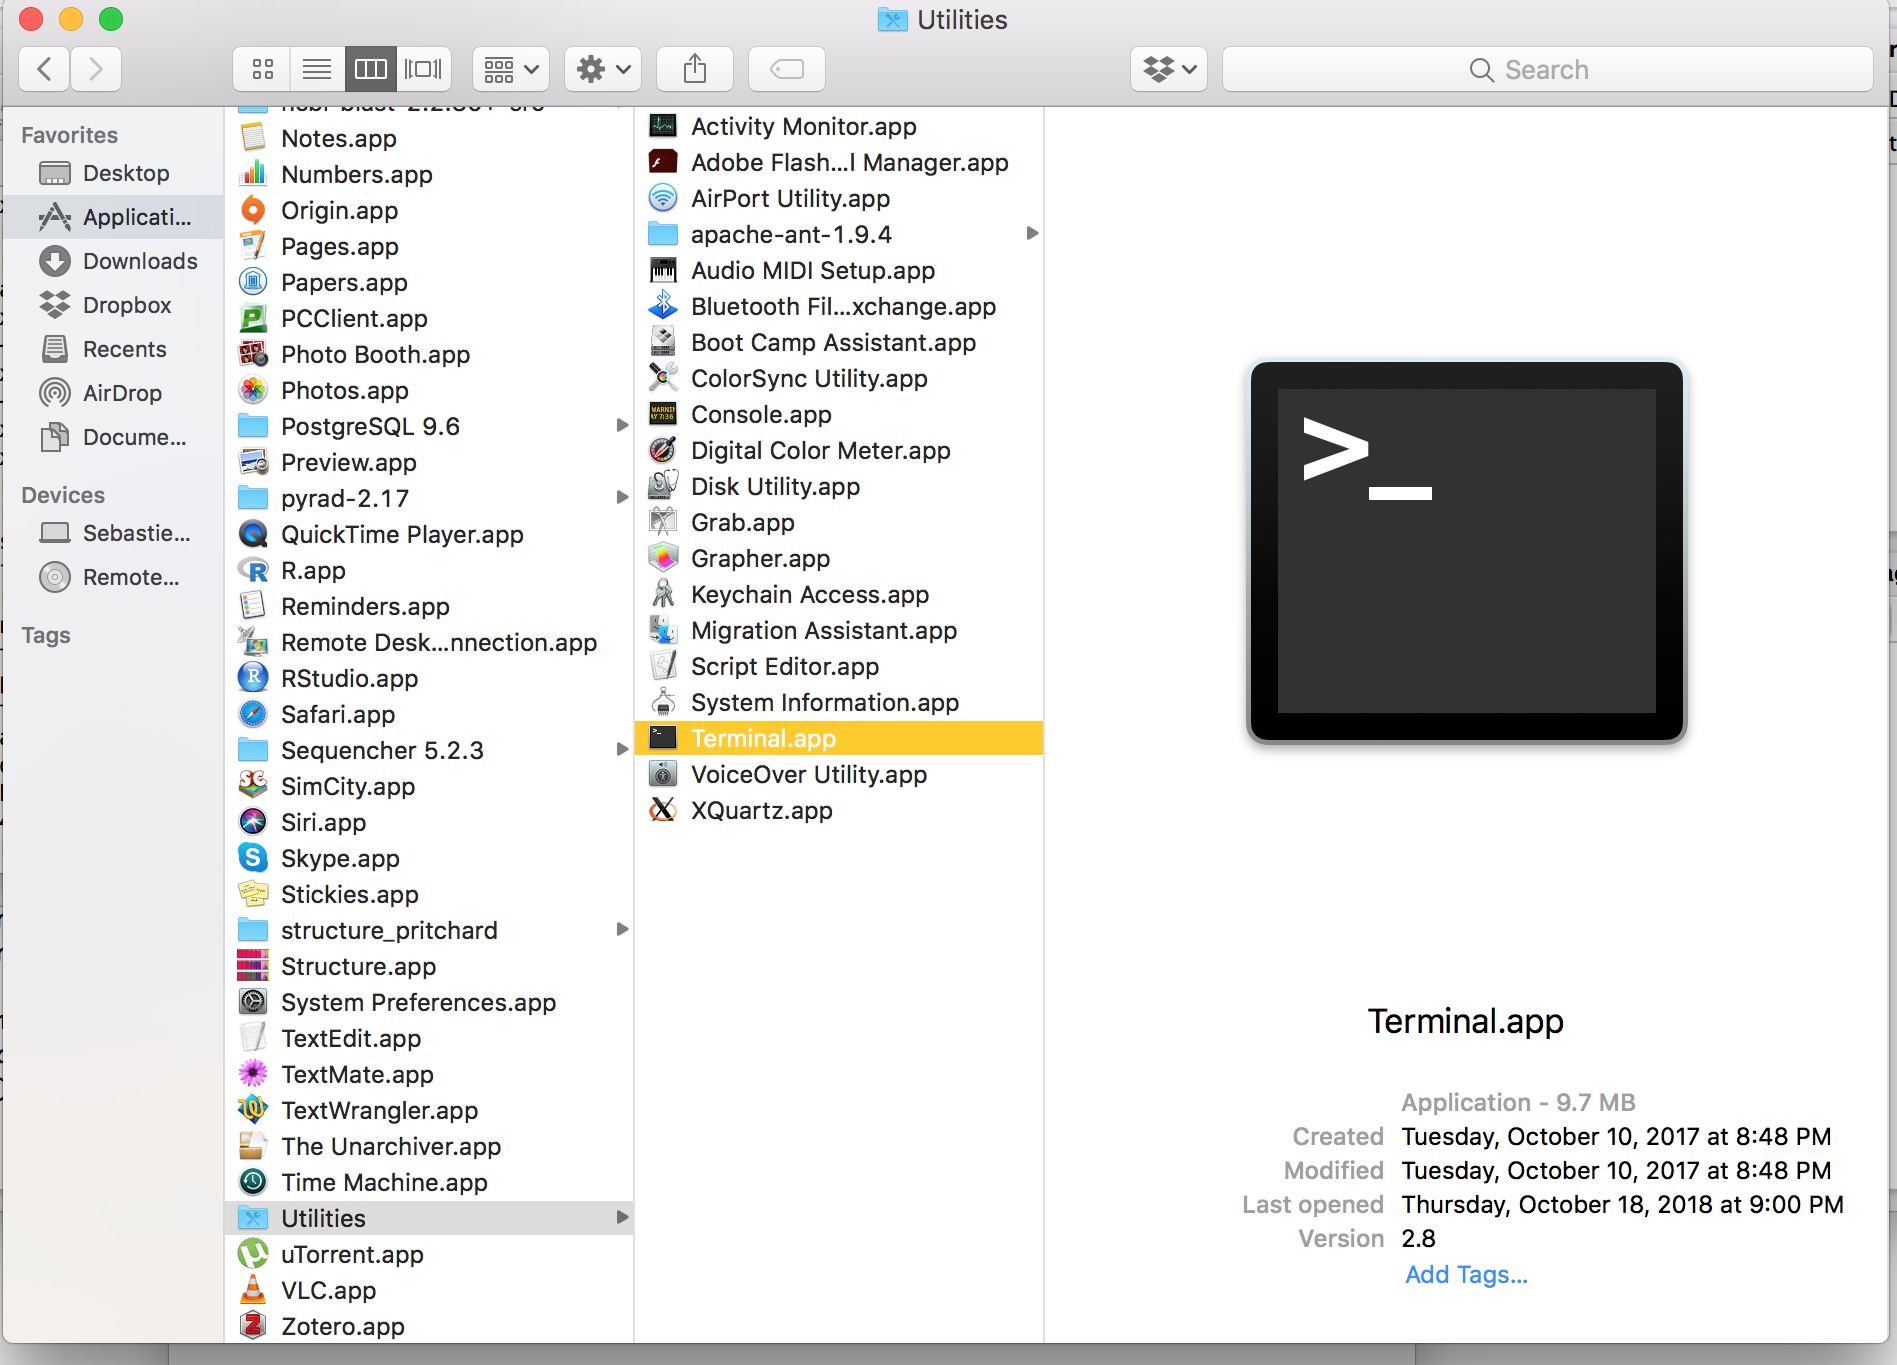 Utilities
Search
Favorites
Desktop
Applicati...
Downloads
Dropbox
Recents
AirDrop
Docume...
Devices
Sebastie...
Remote...
Tags
Notes.app
Numbers.app
Origin.app
Pages.app
Papers.app
PCClient.app
Photo Booth.app
Photos.app
PostgreSQL 9.6
Preview.app
pyrad-2.17
QuickTime Player.app
R.app
Reminders.app
Remote Desk...nnection.app
RStudio.app
Safari.app
Sequencher 5.2.3
SimCity.app
Siri.app
Skype.app
Stickies.app
structure_pritchard
Structure.app
System Preferences.app
TextEdit.app
TextMate.app
TextWrangler.app
The Unarchiver.app
Time Machine.app
Utilities
uTorrent.app
VLC.app
Zotero.app
Activity Monitor.app
Adobe Flash...l Manager.app
AirPort Utility.app
apache-ant-1.9.4
Audio MIDI Setup.app
Bluetooth Fil...xchange.app
Boot Camp Assistant.app
ColorSync Utility.app
Console.app
Digital Color Meter.app
Disk Utility.app
Grab.app
Grapher.app
Keychain Access.app
Migration Assistant.app
Script Editor.app
System Information.app
Terminal.app
VoiceOver Utility.app
XQuartz.app
>_
Terminal.app
Application - 9.7 MB
Created Tuesday, October 10, 2017 at 8:48 PM
Modified Tuesday, October 10, 2017 at 8:48 PM
Last opened Thursday, October 18, 2018 at 9:00 PM
Version 2.8
Add Tags...